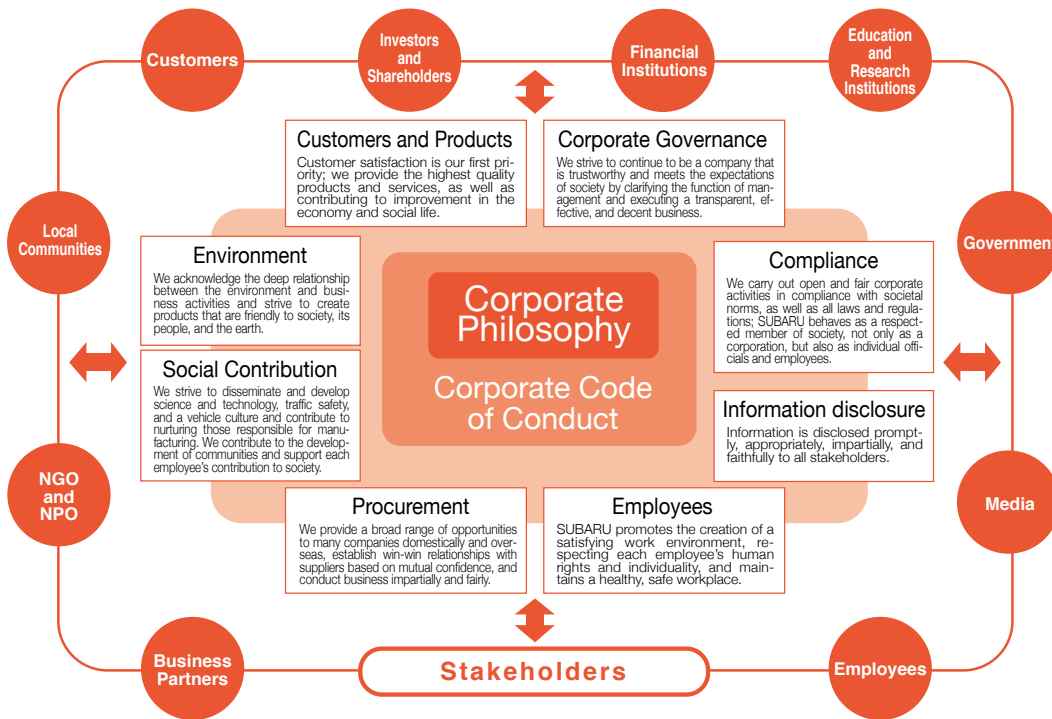 Customers
Investors
and
Shareholders
Financial
Institutions
Education
and
Research
Institutions
Customers and Products
Customer satisfaction is our first pri-
ority; we provide the highest quality
products and services, as well as
contributing to improvement in the
economy and social life.
Corporate Governance
We strive to continue to be a company that
is trustworthy and meets the expectations
of society by clarifying the function of man-
agement and executing a transparent, ef-
fective, and decent business.
Local
Communities
Government
Environment
We acknowledge the deep relationship
between the environment and busi-
ness activities and strive to create
products that are friendly to society, its
people, and the earth.
Corporate
Philosophy
Corporate Code
of Conduct
Compliance
We carry out open and fair corporate
activities in compliance with societal
norms, as well as all laws and regula-
tions; SUBARU behaves as a respect-
ed member of society, not only as a
corporation, but also as individual offi-
cials and employees.
Social Contribution
We strive to disseminate and develop
science and technology, traffic safety,
and a vehicle culture and contribute to
nurturing those responsible for manu-
facturing. We contribute to the develop-
ment of communities and support each
employee's contribution to society.
Information disclosure
Information is disclosed prompt-
ly, appropriately, impartially, and
faithfully to all stakeholders.
NGO
and
NPO
Media
Procurement
We provide a broad range of opportunities
to many companies domestically and over-
seas, establish win-win relationships with
suppliers based on mutual confidence, and
conduct business impartially and fairly.
Employees
SUBARU promotes the creation of a
satisfying work environment, re-
specting each employee's human
rights and individuality, and main-
tains a healthy, safe workplace.
Business
Partners
Stakeholders
Employees